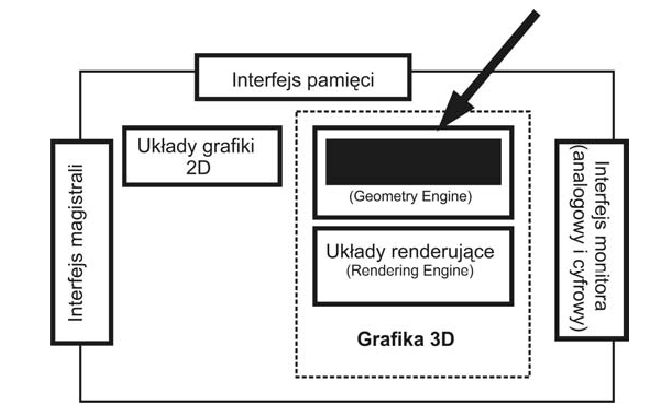 Interfejs pamięci
Układy grafiki
2D
(Geometry Engine)
Układy renderujące
(Rendering Engine)
Grafika 3D
Interfejs magistrali
Interfejs monitora
(analogowy i cyfrowy)